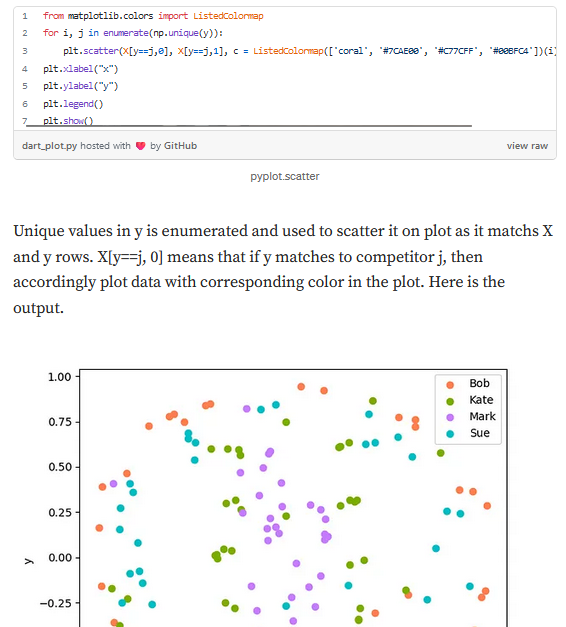 1 from matplotlib.colors import ListedColormap
2 for i, j in enumerate(np.unique(y)):
3     plt.scatter(X[y==j,0], X[y==j,1], c = ListedColormap(['coral', '#7CAE00', '#C77CFF', '#00BFC4'])(i)
4 plt.xlabel("x")
5 plt.ylabel("y")
6 plt.legend()
7 plt.show()
dart_plot.py hosted with ❤ by GitHub view raw
pyplot.scatter
Unique values in y is enumerated and used to scatter it on plot as it matchs X
and y rows. X[y==j, 0] means that if y matches to competitor j, then
accordingly plot data with corresponding color in the plot. Here is the
output.
1.00
Bob
Kate
0.75
Mark
Sue
0.50
0.25
y
0.00
−0.25